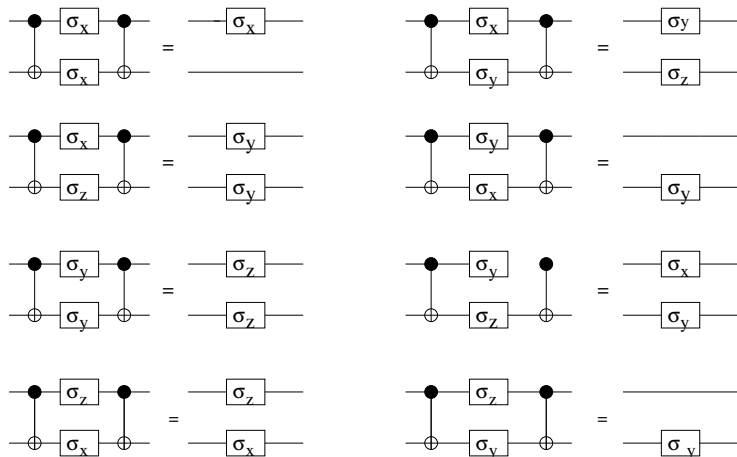 σx = σx σx = σy
σx σy σz
σx = σy σy =
σz σy σx σy
σy = σz σy = σx
σy σz σz σy
σz = σz σz =
σx σx σy σy